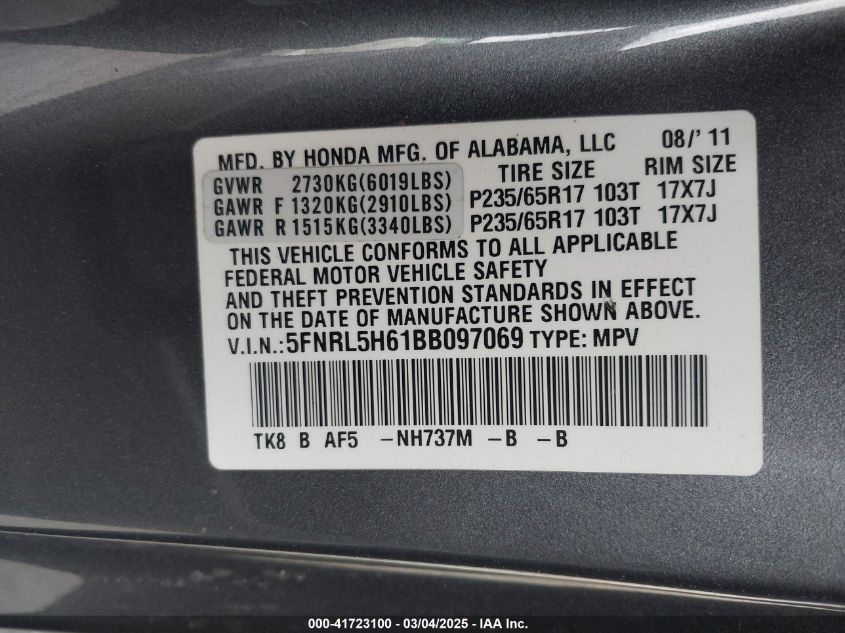 MFD. BY HONDA MFG. OF ALABAMA, LLC 08/'11
GVWR 2730KG(6019LBS) TIRE SIZE RIM SIZE
GAWR F 1320KG(2910LBS) P235/65R17 103T 17X7J
GAWR R 1515KG(3340LBS) P235/65R17 103T 17X7J
THIS VEHICLE CONFORMS TO ALL APPLICABLE
FEDERAL MOTOR VEHICLE SAFETY
AND THEFT PREVENTION STANDARDS IN EFFECT
ON THE DATE OF MANUFACTURE SHOWN ABOVE.
V.I.N.: 5FNRL5H61BB097069 TYPE: MPV
TK8 B AF5 -NH737M -B -B
000-41723100 - 03/04/2025 - IAA Inc.